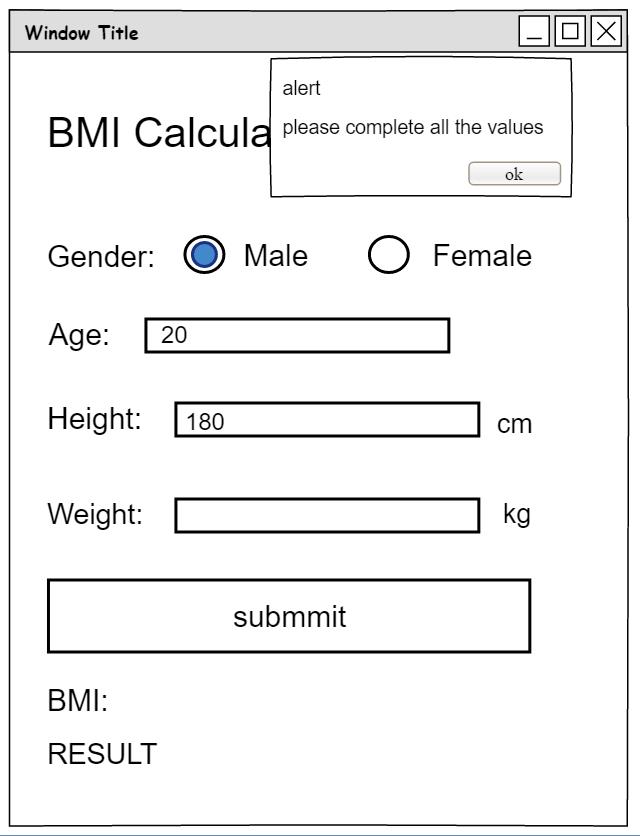 Window Title
alert
please complete all the values
ok
BMI Calcula
Gender: Male Female
Age: 20
Height: 180 cm
Weight: kg
submmit
BMI:
RESULT